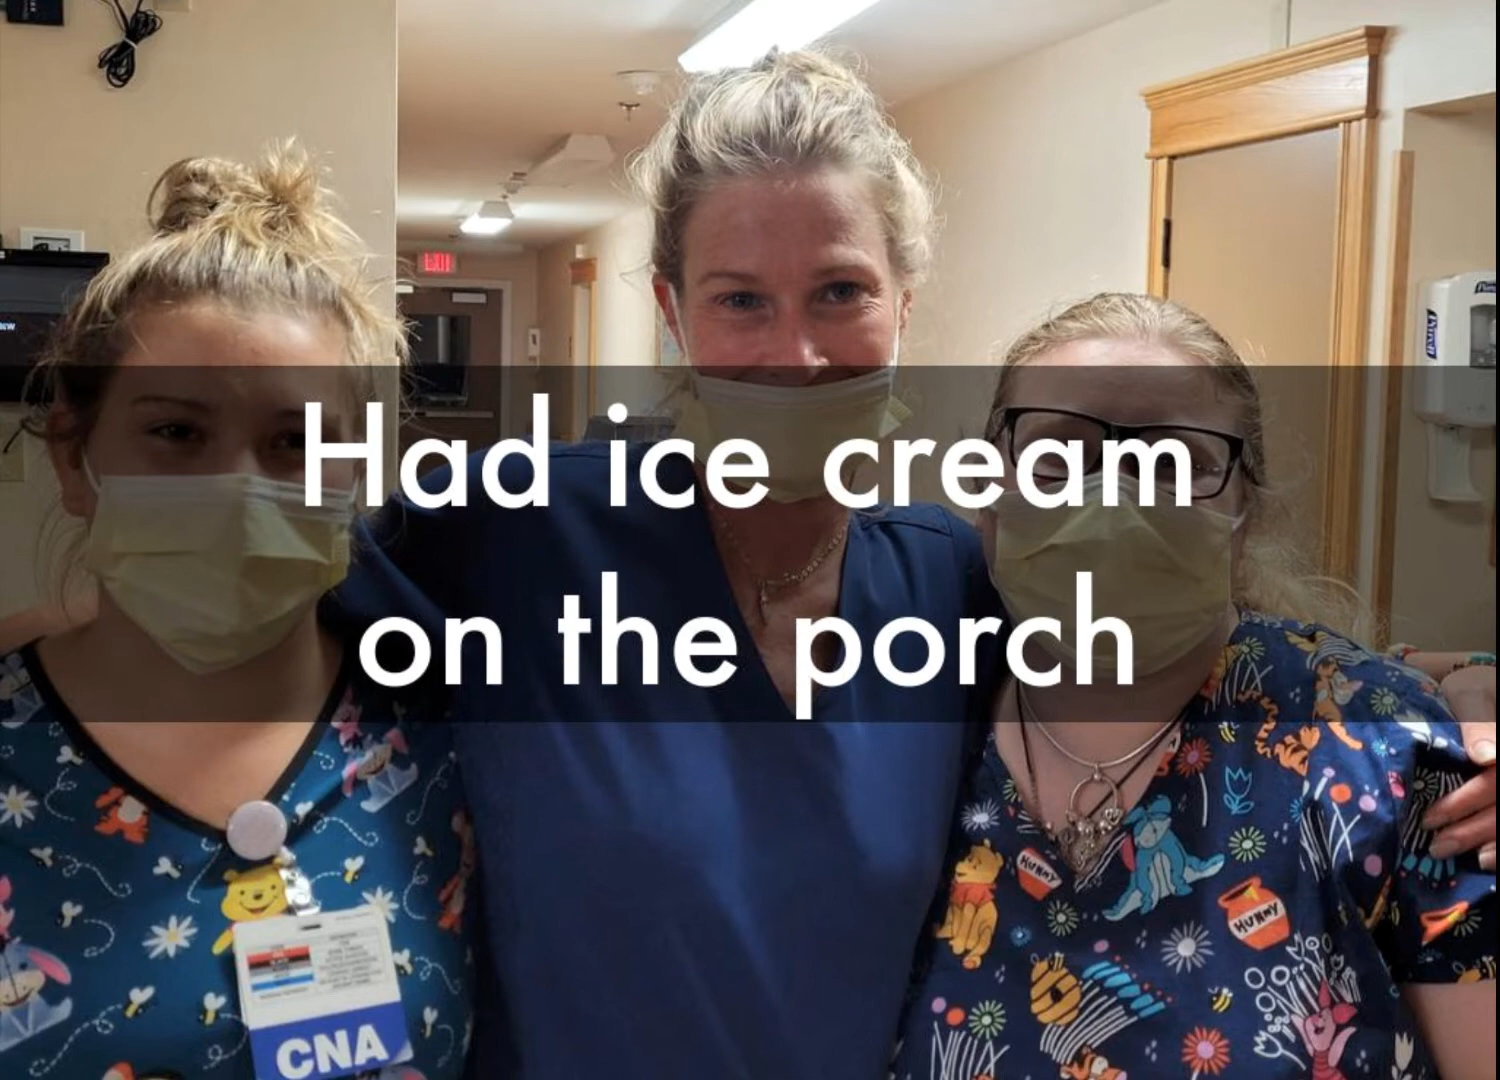 EXIT
Had ice cream
on the porch
HUNNY
HUNNY
CNA